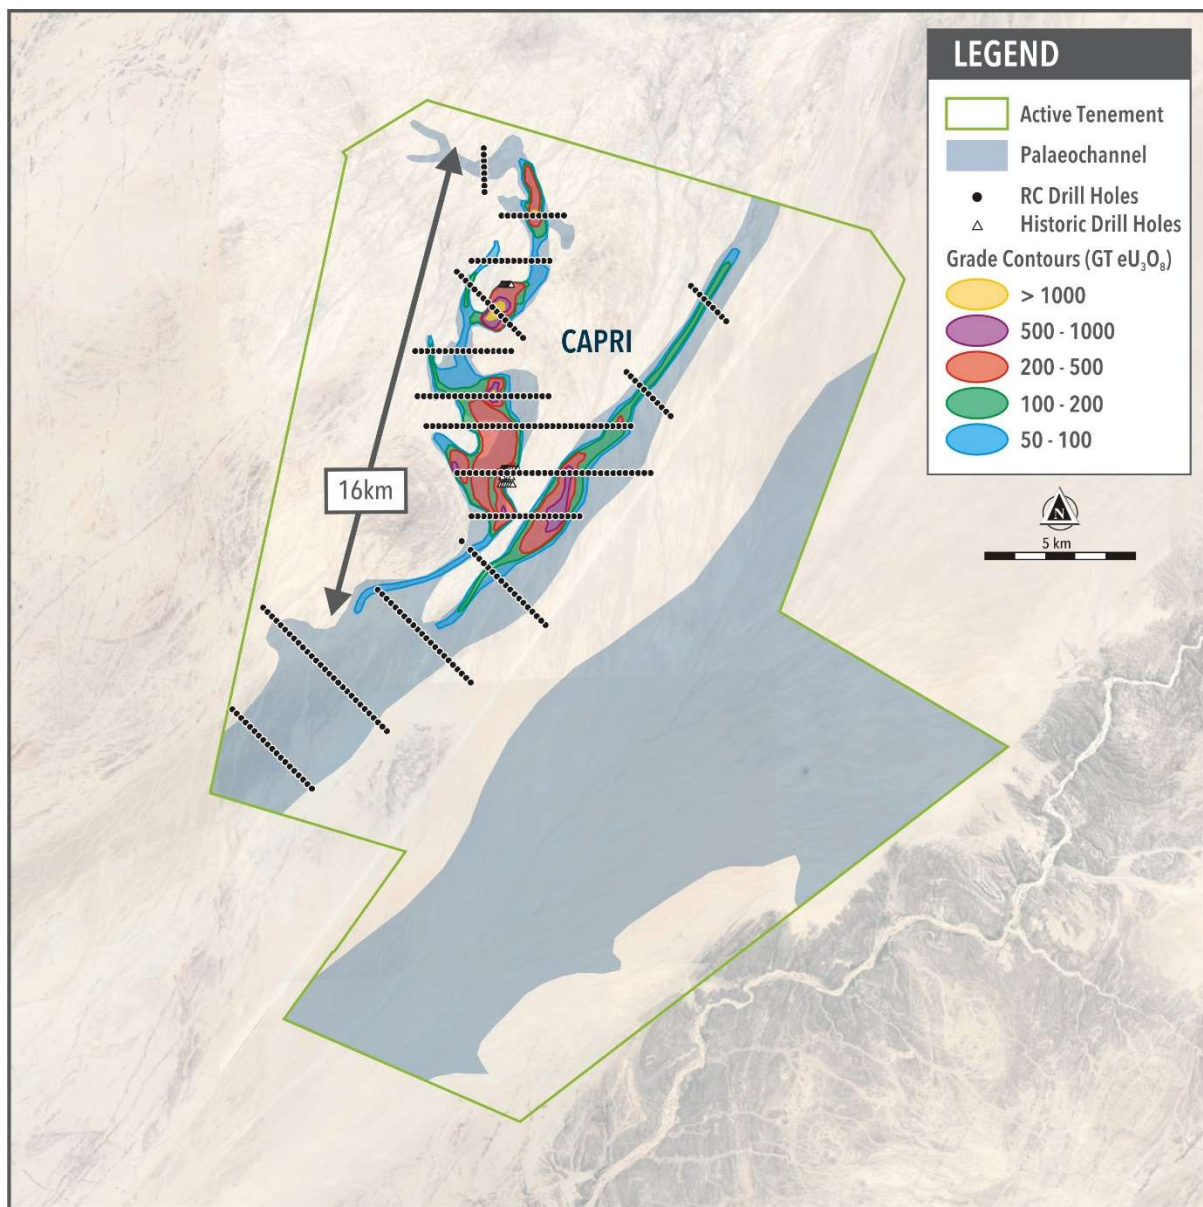 LEGEND
Active Tenement
Palaeochannel
RC Drill Holes
Historic Drill Holes
Grade Contours (GT eU₃O₈)
> 1000
500 - 1000
200 - 500
100 - 200
50 - 100
N
5 km
CAPRI
16km